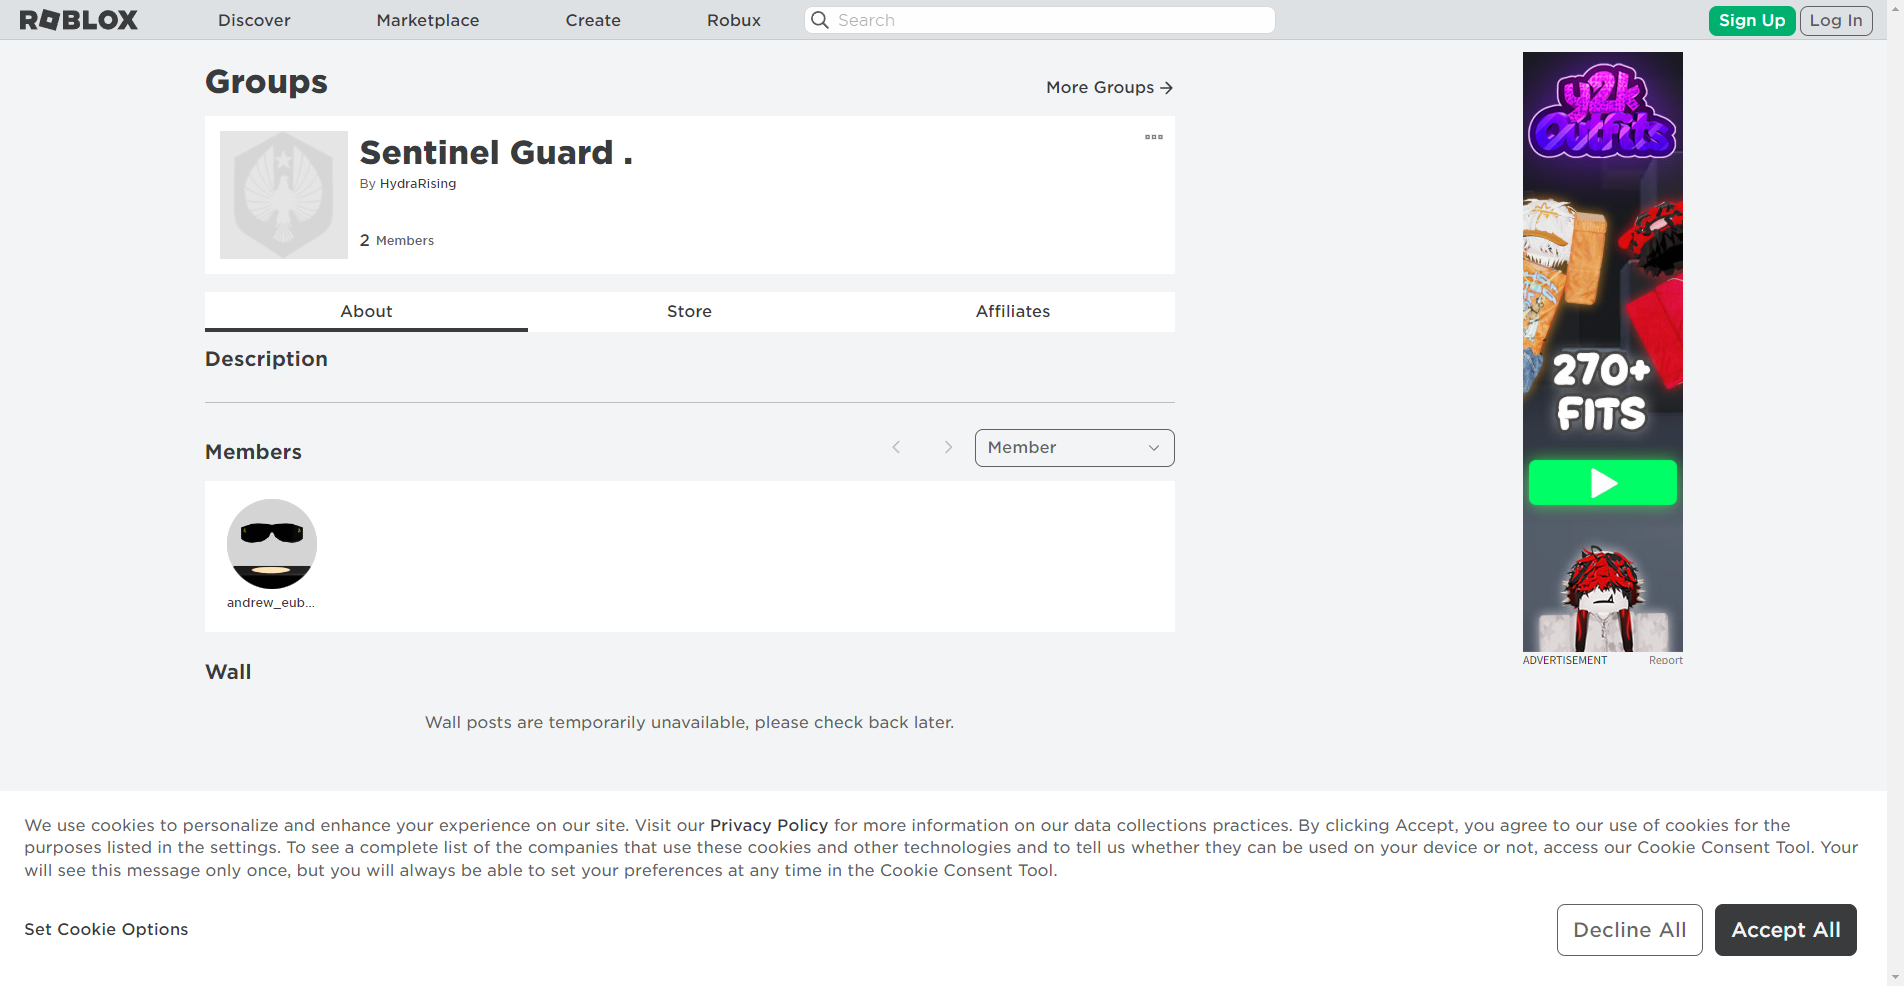 ROBLOX
Discover
Marketplace
Create
Robux
Search
Sign Up
Log In
Groups
More Groups
Sentinel Guard .
By HydraRising
2 Members
About
Store
Affiliates
Description
Members
Member
andrew_eub...
Wall
Wall posts are temporarily unavailable, please check back later.
y2k
Outfits
270+
FITS
ADVERTISEMENT
Report
We use cookies to personalize and enhance your experience on our site. Visit our Privacy Policy for more information on our data collections practices. By clicking Accept, you agree to our use of cookies for the
purposes listed in the settings. To see a complete list of the companies that use these cookies and other technologies and to tell us whether they can be used on your device or not, access our Cookie Consent Tool. Your
will see this message only once, but you will always be able to set your preferences at any time in the Cookie Consent Tool.
Set Cookie Options
Decline All
Accept All